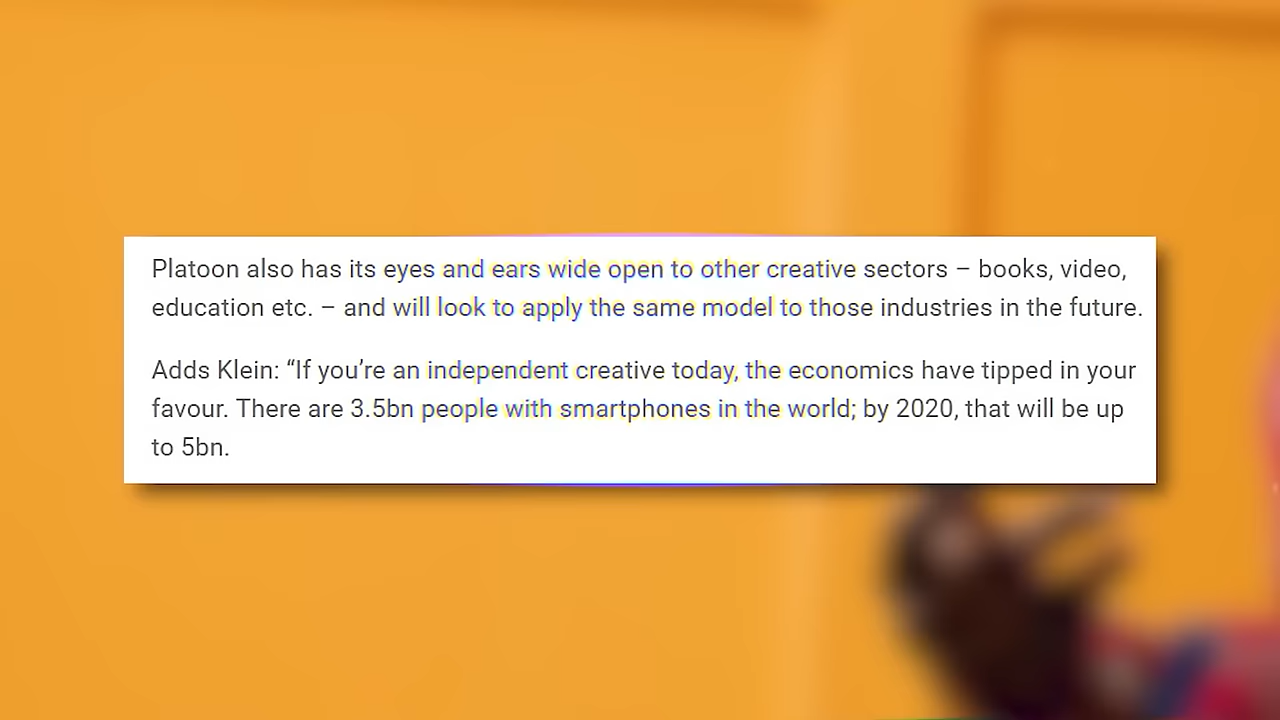 Platoon also has its eyes and ears wide open to other creative sectors – books, video,
education etc. – and will look to apply the same model to those industries in the future.
Adds Klein: “If you’re an independent creative today, the economics have tipped in your
favour. There are 3.5bn people with smartphones in the world; by 2020, that will be up
to 5bn.